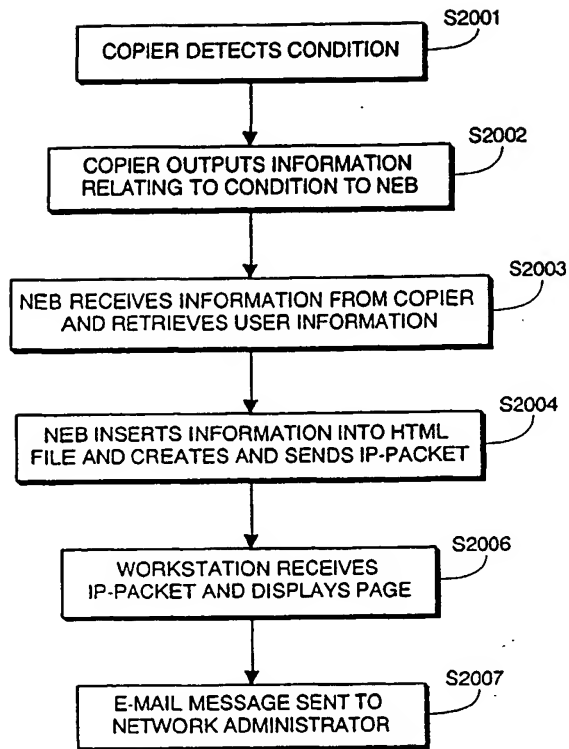 S2001
COPIER DETECTS CONDITION
S2002
COPIER OUTPUTS INFORMATION
RELATING TO CONDITION TO NEB
S2003
NEB RECEIVES INFORMATION FROM COPIER
AND RETRIEVES USER INFORMATION
S2004
NEB INSERTS INFORMATION INTO HTML
FILE AND CREATES AND SENDS IP-PACKET
S2006
WORKSTATION RECEIVES
IP-PACKET AND DISPLAYS PAGE
S2007
E-MAIL MESSAGE SENT TO
NETWORK ADMINISTRATOR